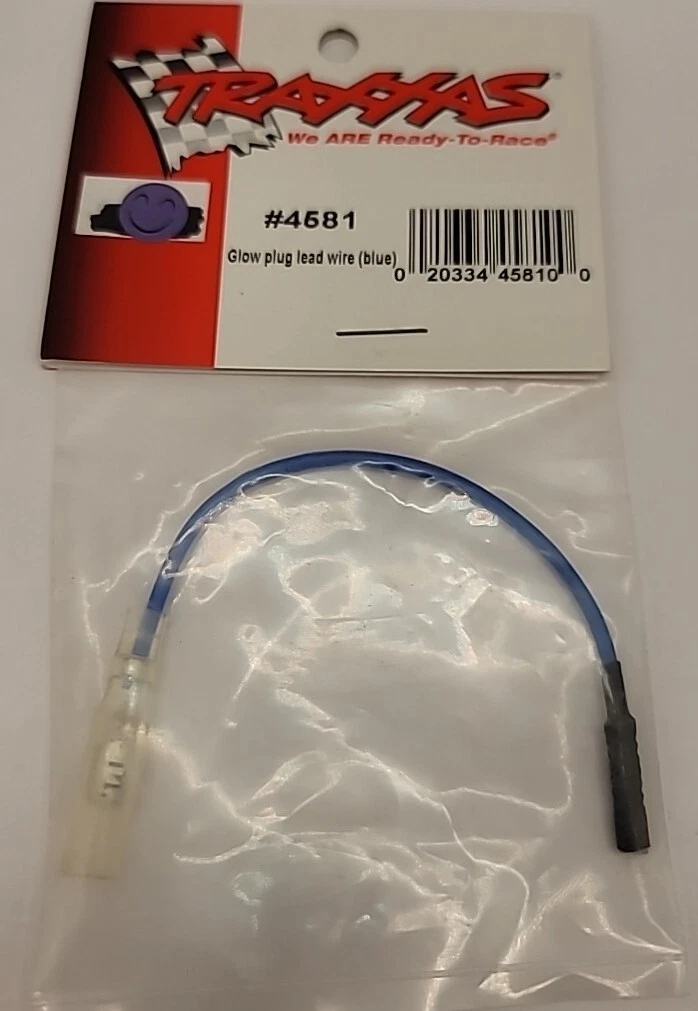 TRAXXAS
We ARE Ready-To-Race®
#4581
Glow plug lead wire (blue)
0 20334 45810 0